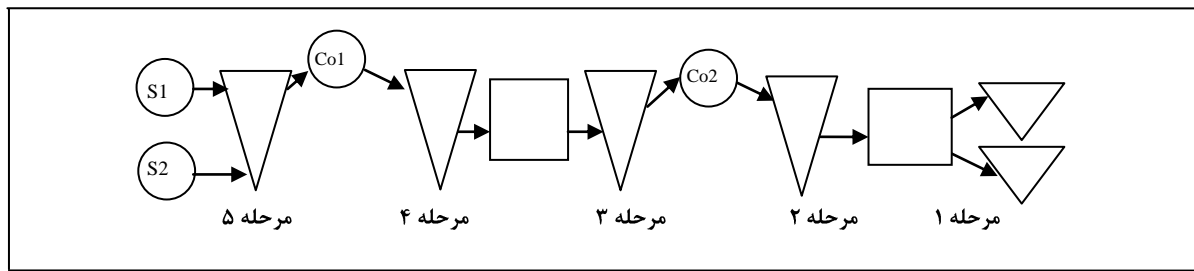 S1
Co1
Co2
S2
مرحله ۱
مرحله ۲
مرحله ۳
مرحله ۴
مرحله ۵